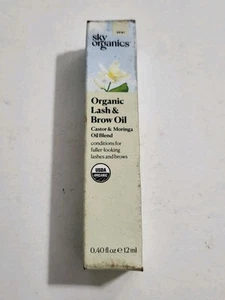 sky
organics
Organic
Lash &
Brow Oil
Castor & Moringa
Oil Blend
conditions for
fuller-looking
lashes and brows
USDA
ORGANIC
0.40 fl oz ℮ 12 ml